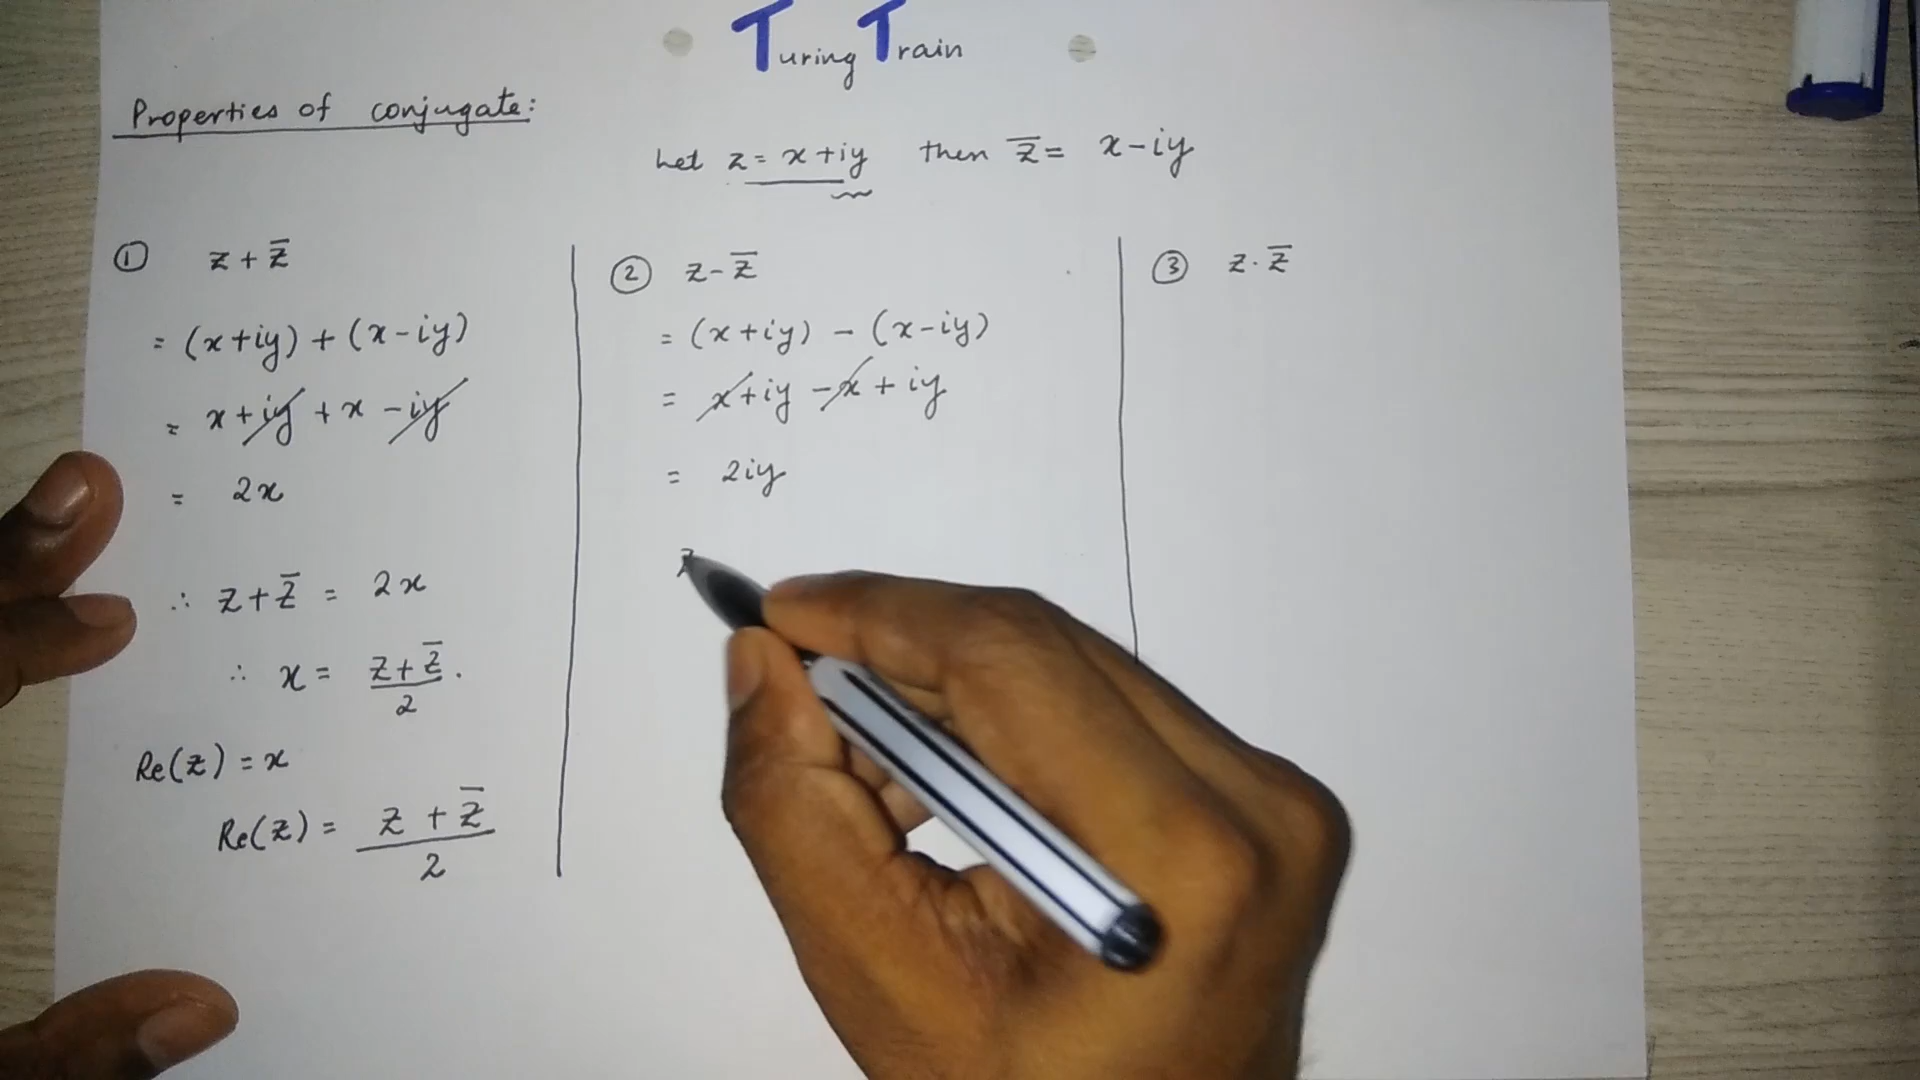 Turing Train
Properties of conjugate:
Let z = x+iy then z̅ = x-iy
① z + z̅
= (x+iy) + (x-iy)
= x + iy + x - iy
= 2x
∴ z + z̅ = 2x
∴ x = z + z̅ / 2 .
Re(z) = x
Re(z) = z + z̅ / 2
② z - z̅
= (x+iy) - (x-iy)
= x + iy - x + iy
= 2iy
z
③ z . z̅